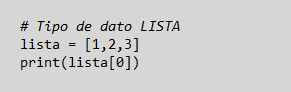 # Tipo de dato LISTA
lista = [1,2,3]
print(lista[0])